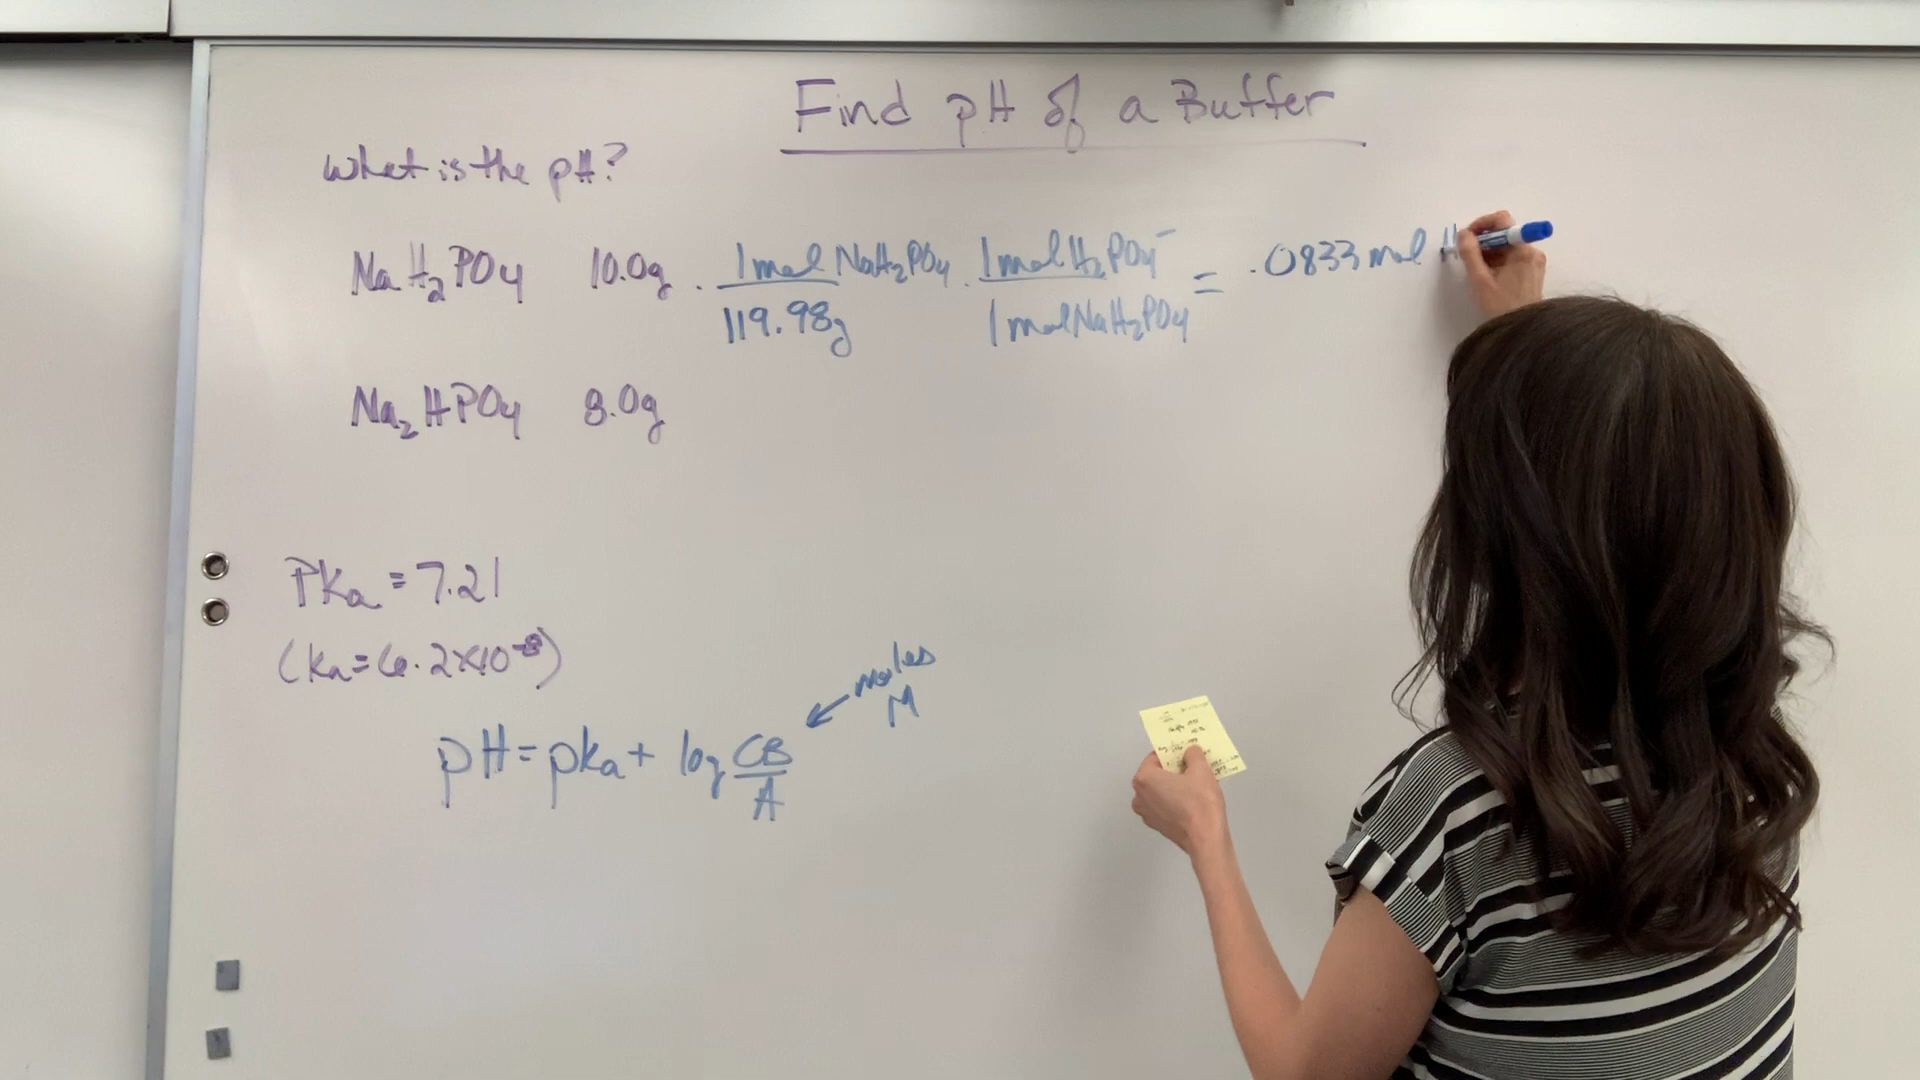 Find pH of a Buffer
What is the pH?
NaH₂PO₄ 10.0g · 1mol NaH₂PO₄ / 119.98g · 1mol H₂PO₄⁻ / 1mol NaH₂PO₄ = .0833 mol H
Na₂HPO₄ 8.0g
PKa = 7.21
(Ka = 6.2x10⁻⁸)
moles
M
pH = pka + log CB / A